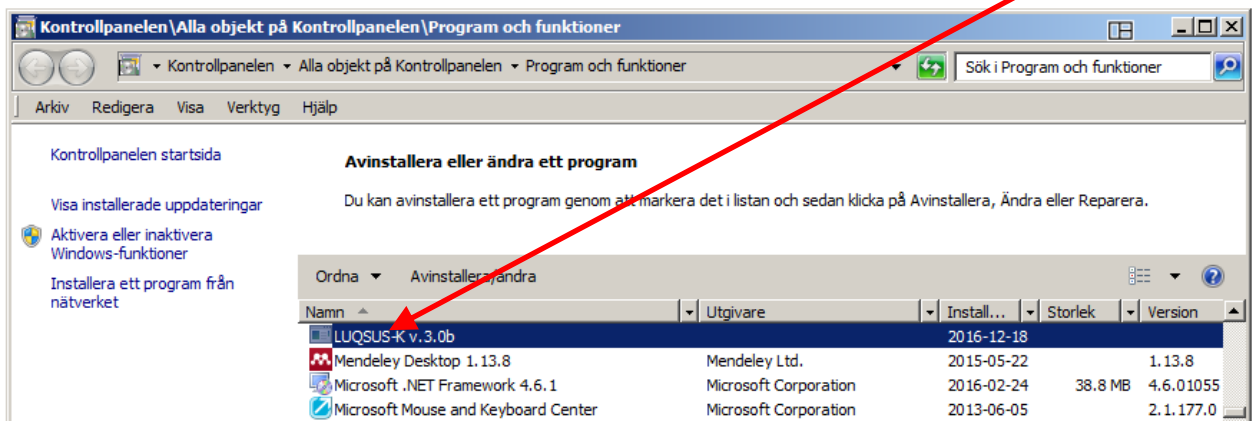 Kontrollpanelen\Alla objekt på Kontrollpanelen\Program och funktioner
Kontrollpanelen Alla objekt på Kontrollpanelen Program och funktioner Sök i Program och funktioner
Arkiv Redigera Visa Verktyg Hjälp
Kontrollpanelen startsida
Visa installerade uppdateringar
Aktivera eller inaktivera
Windows-funktioner
Installera ett program från
nätverket
Avinstallera eller ändra ett program
Du kan avinstallera ett program genom att markera det i listan och sedan klicka på Avinstallera, Ändra eller Reparera.
Ordna Avinstallera/ändra
Namn Utgivare Install... Storlek Version
LUQSUS-K v.3.0b 2016-12-18
Mendeley Desktop 1.13.8 Mendeley Ltd. 2015-05-22 1.13.8
Microsoft .NET Framework 4.6.1 Microsoft Corporation 2016-02-24 38.8 MB 4.6.01055
Microsoft Mouse and Keyboard Center Microsoft Corporation 2013-06-05 2.1.177.0